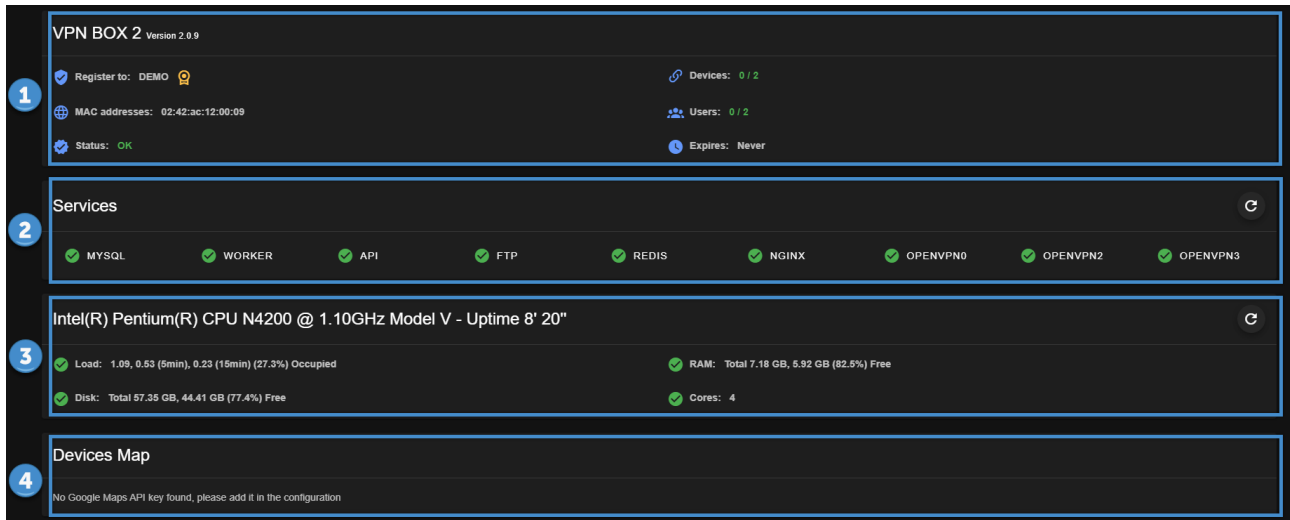 VPN BOX 2 Version 2.0.9
1
Register to: DEMO
Devices: 0 / 2
MAC addresses: 02:42:ac:12:00:09
Users: 0 / 2
Status: OK
Expires: Never
2
Services
MYSQL WORKER API FTP REDIS NGINX OPENVPN0 OPENVPN2 OPENVPN3
3
Intel(R) Pentium(R) CPU N4200 @ 1.10GHz Model V - Uptime 8' 20"
Load: 1.09, 0.53 (5min), 0.23 (15min) (27.3%) Occupied
RAM: Total 7.18 GB, 5.92 GB (82.5%) Free
Disk: Total 57.35 GB, 44.41 GB (77.4%) Free
Cores: 4
4
Devices Map
No Google Maps API key found, please add it in the configuration